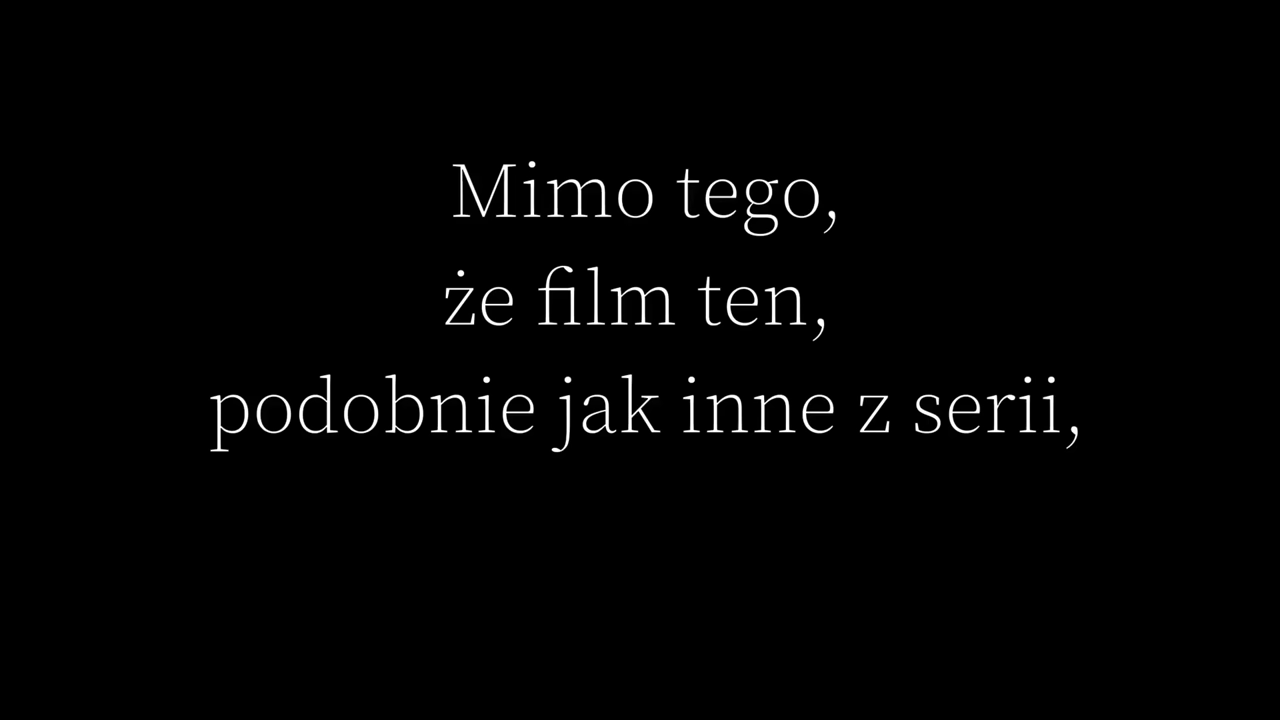 Mimo tego,
że film ten,
podobnie jak inne z serii,